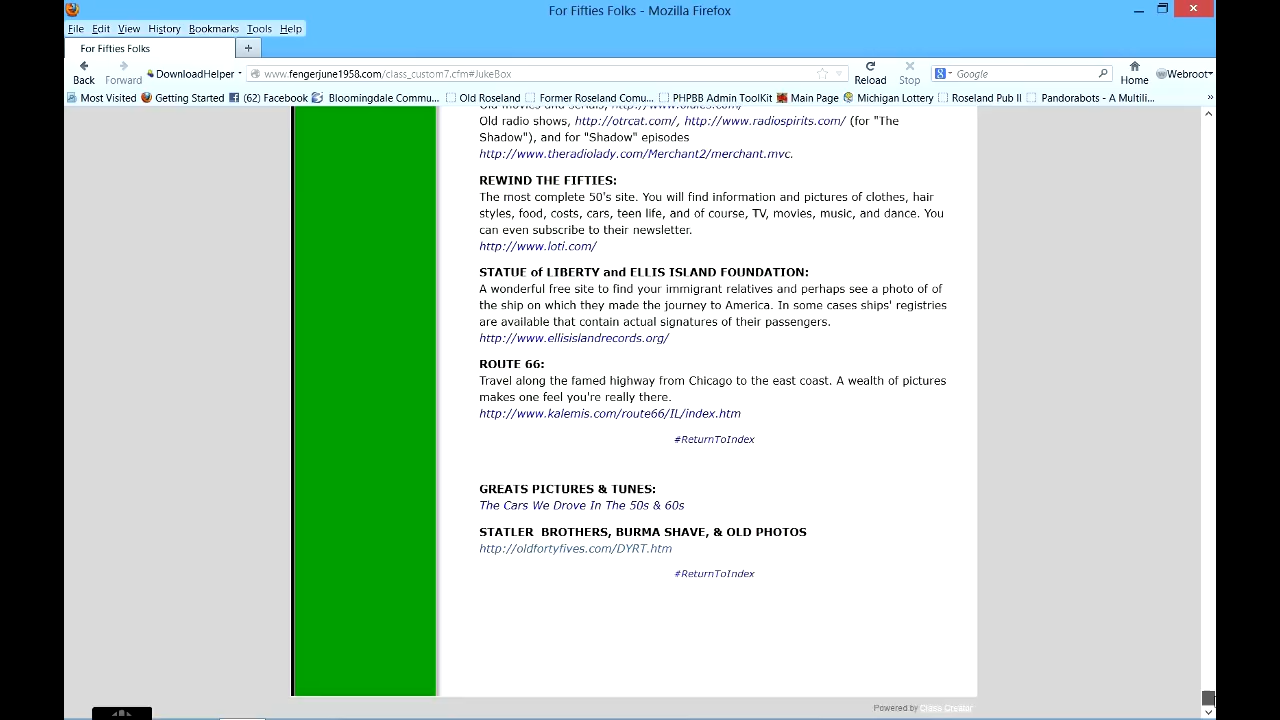 For Fifties Folks - Mozilla Firefox
File Edit View History Bookmarks Tools Help
For Fifties Folks
Back Forward DownloadHelper www.fengerjune1958.com/class_custom7.cfm#JukeBox Reload Stop Google Home Webroot
Most Visited Getting Started (62) Facebook Bloomingdale Commu... Old Roseland Former Roseland Comu... PHPBB Admin ToolKit Main Page Michigan Lottery Roseland Pub II Pandorabots - A Multili... »
Old movies and serials, http://www.oldies.com/
Old radio shows, http://otrcat.com/, http://www.radiospirits.com/ (for "The
Shadow"), and for "Shadow" episodes
http://www.theradiolady.com/Merchant2/merchant.mvc.
REWIND THE FIFTIES:
The most complete 50's site. You will find information and pictures of clothes, hair
styles, food, costs, cars, teen life, and of course, TV, movies, music, and dance. You
can even subscribe to their newsletter.
http://www.loti.com/
STATUE of LIBERTY and ELLIS ISLAND FOUNDATION:
A wonderful free site to find your immigrant relatives and perhaps see a photo of of
the ship on which they made the journey to America. In some cases ships' registries
are available that contain actual signatures of their passengers.
http://www.ellisislandrecords.org/
ROUTE 66:
Travel along the famed highway from Chicago to the east coast. A wealth of pictures
makes one feel you're really there.
http://www.kalemis.com/route66/IL/index.htm
#ReturnToIndex
GREATS PICTURES & TUNES:
The Cars We Drove In The 50s & 60s
STATLER BROTHERS, BURMA SHAVE, & OLD PHOTOS
http://oldfortyfives.com/DYRT.htm
#ReturnToIndex
Powered by Class Creator